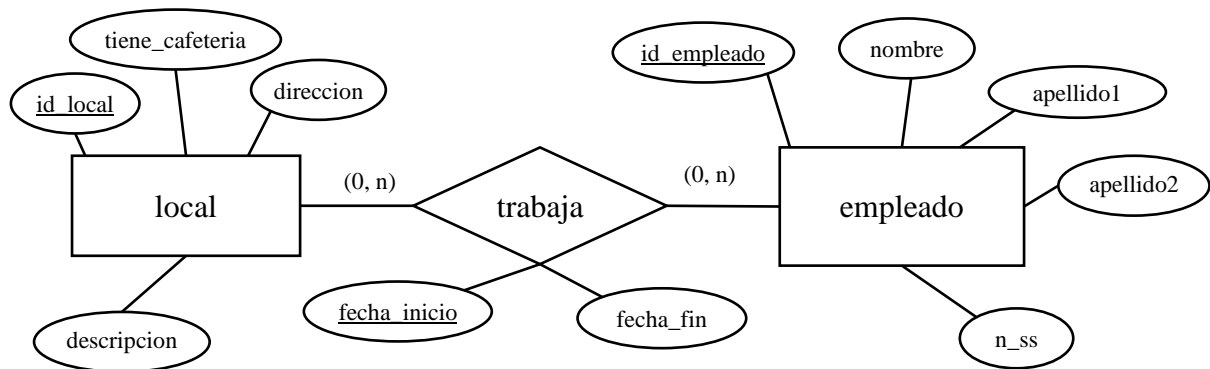 tiene_cafeteria
id_empleado
nombre
id_local
direccion
apellido1
apellido2
local
(0, n)
trabaja
(0, n)
empleado
fecha_inicio
fecha_fin
descripcion
n_ss